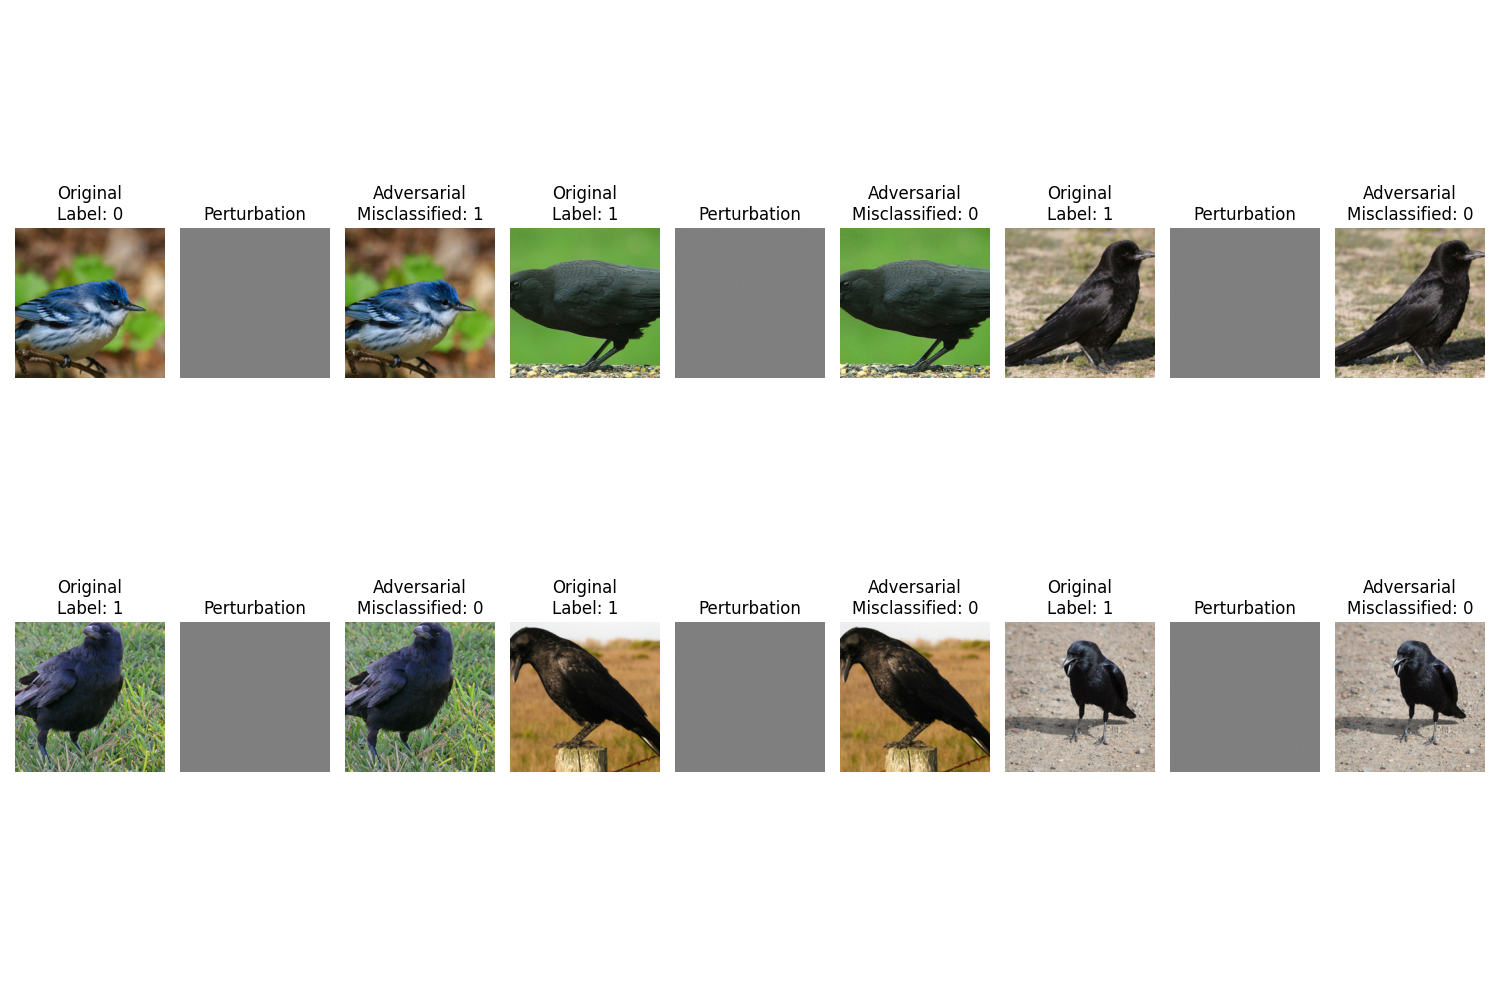 Original
Label: 0
Perturbation
Adversarial
Misclassified: 1
Original
Label: 1
Perturbation
Adversarial
Misclassified: 0
Original
Label: 1
Perturbation
Adversarial
Misclassified: 0
Original
Label: 1
Perturbation
Adversarial
Misclassified: 0
Original
Label: 1
Perturbation
Adversarial
Misclassified: 0
Original
Label: 1
Perturbation
Adversarial
Misclassified: 0